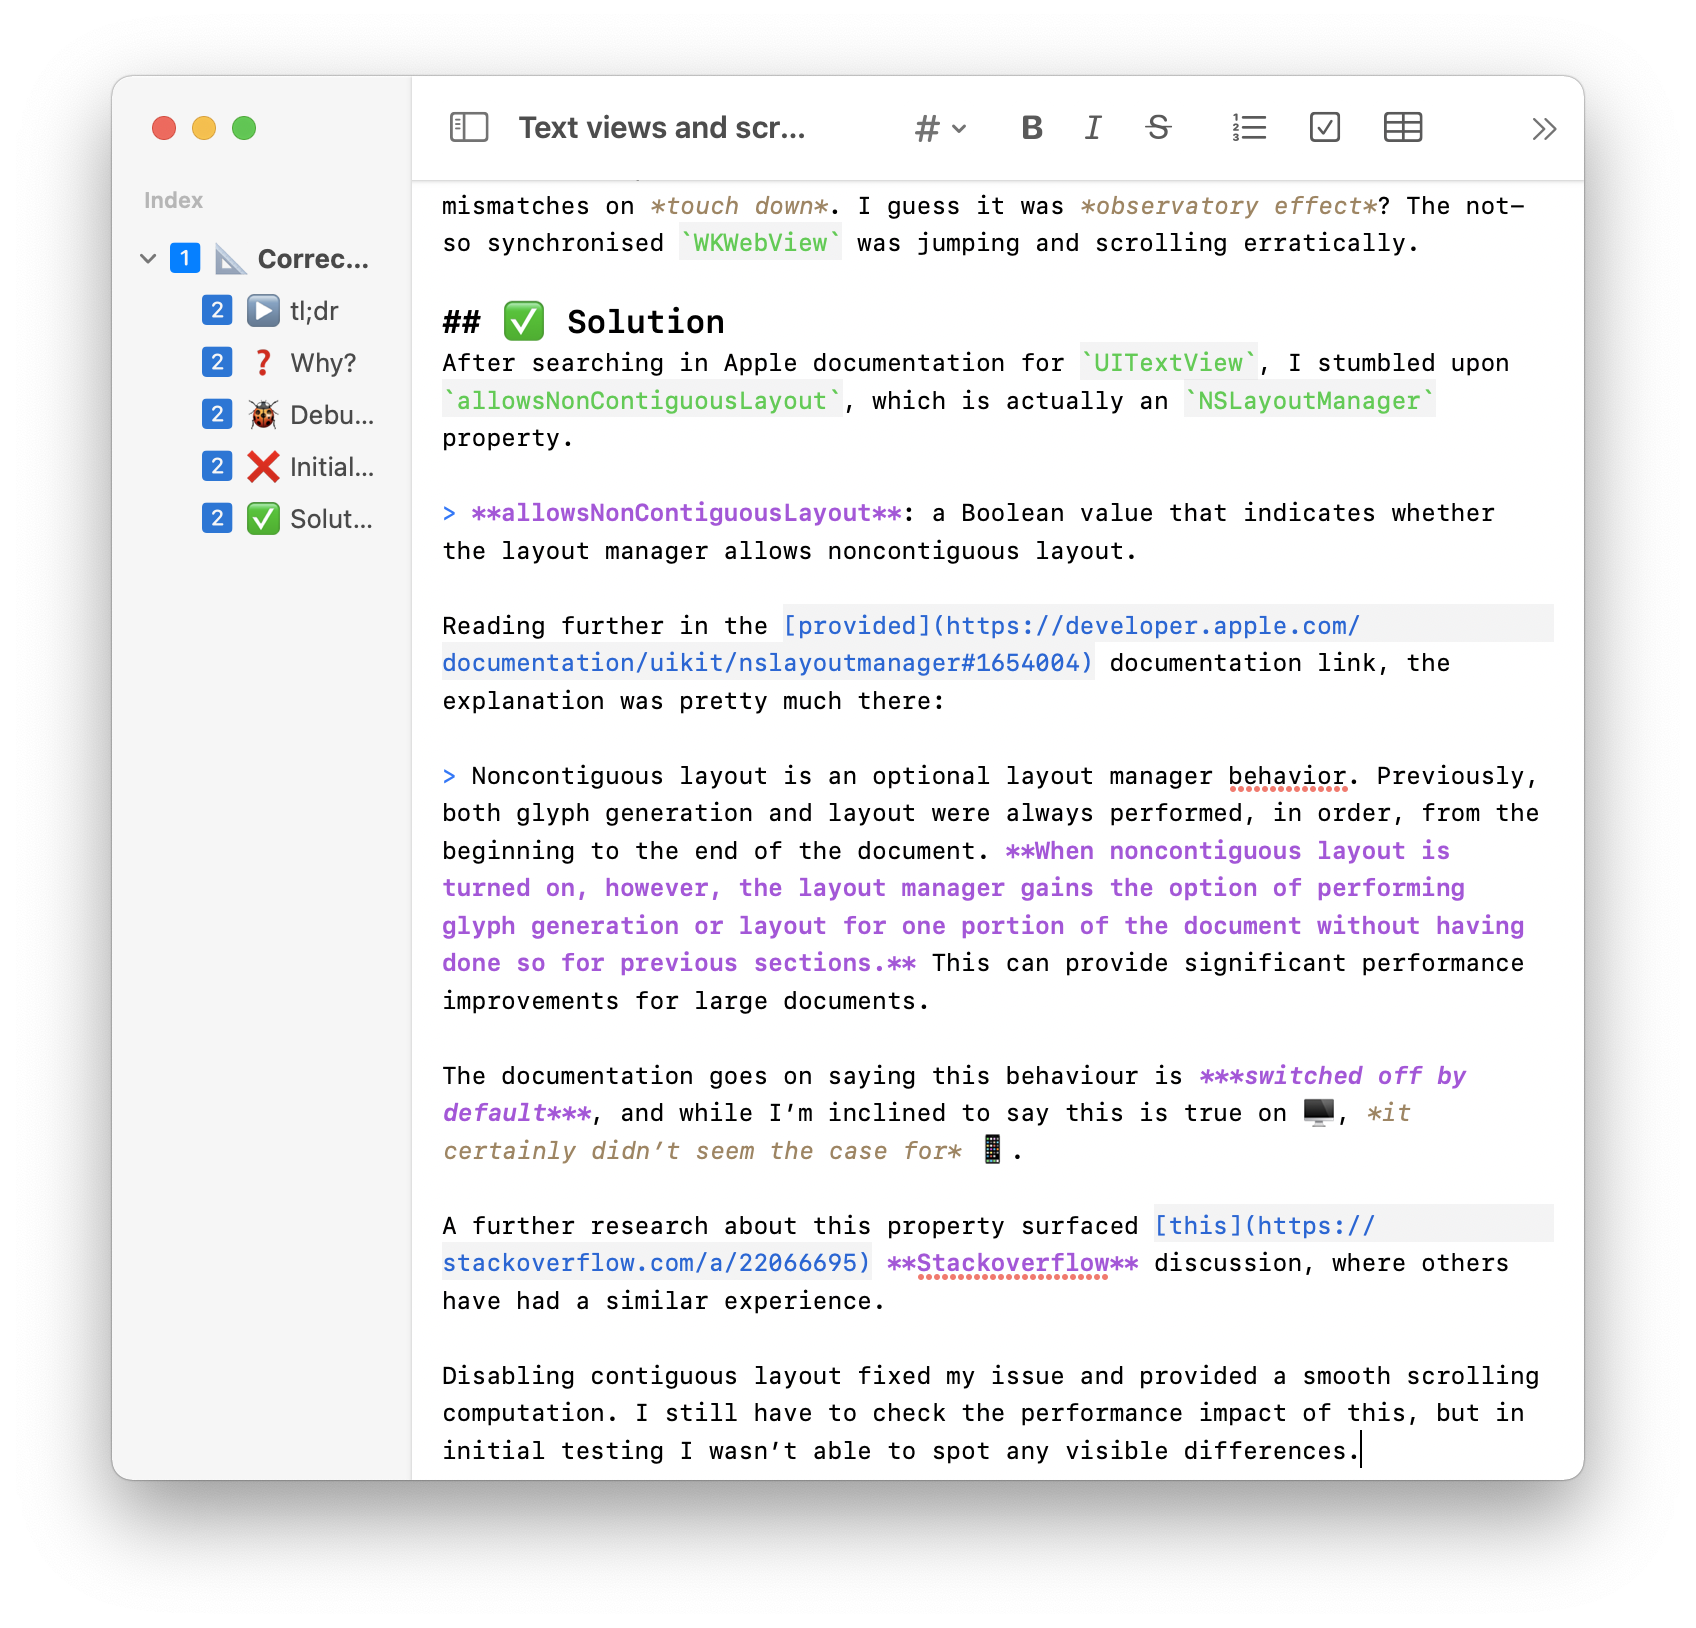 Text views and scr...
#
B I S
1
2
3
Index
1 📐 Correc...
2 ▶️ tl;dr
2 ❓ Why?
2 🐞 Debu...
2 ❌ Initial...
2 ✅ Solut...
mismatches on *touch down*. I guess it was *observatory effect*? The not-
so synchronised `WKWebView` was jumping and scrolling erratically.
## ✅ Solution
After searching in Apple documentation for `UITextView`, I stumbled upon
`allowsNonContiguousLayout`, which is actually an `NSLayoutManager`
property.
> **allowsNonContiguousLayout**: a Boolean value that indicates whether
the layout manager allows noncontiguous layout.
Reading further in the [provided](https://developer.apple.com/
documentation/uikit/nslayoutmanager#1654004) documentation link, the
explanation was pretty much there:
> Noncontiguous layout is an optional layout manager behavior. Previously,
both glyph generation and layout were always performed, in order, from the
beginning to the end of the document. **When noncontiguous layout is
turned on, however, the layout manager gains the option of performing
glyph generation or layout for one portion of the document without having
done so for previous sections.** This can provide significant performance
improvements for large documents.
The documentation goes on saying this behaviour is ***switched off by
default***, and while I’m inclined to say this is true on 🖥️, *it
certainly didn’t seem the case for* 📱.
A further research about this property surfaced [this](https://
stackoverflow.com/a/22066695) **Stackoverflow** discussion, where others
have had a similar experience.
Disabling contiguous layout fixed my issue and provided a smooth scrolling
computation. I still have to check the performance impact of this, but in
initial testing I wasn’t able to spot any visible differences.